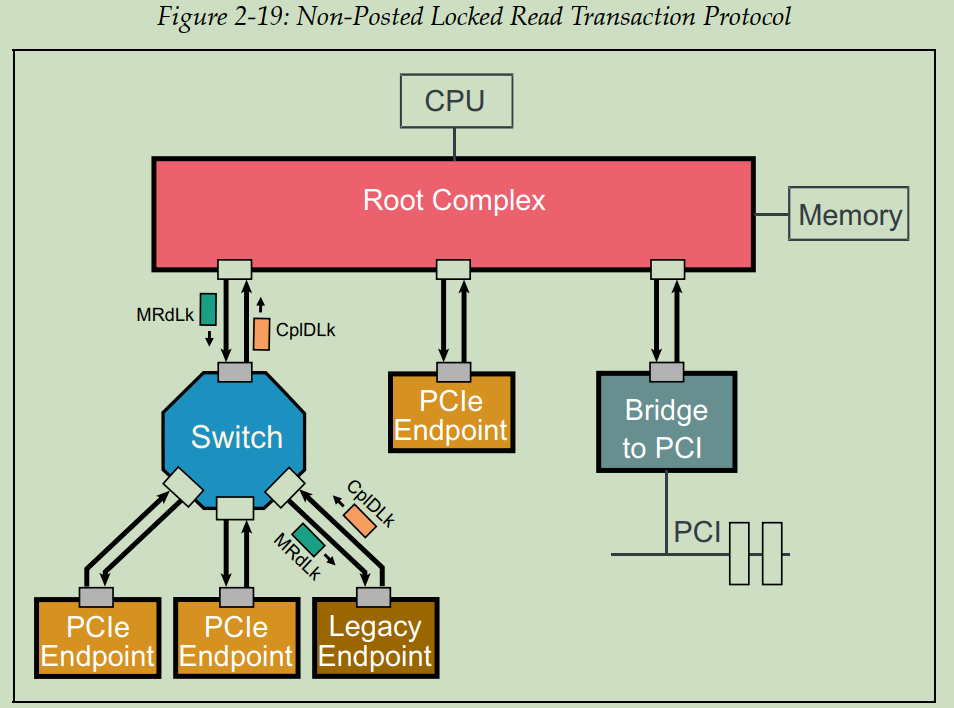 Figure 2-19: Non-Posted Locked Read Transaction Protocol
CPU
Root Complex
Memory
MRdLk
CplDLk
Switch
PCIe
Endpoint
Bridge
to PCI
CplDLk
MRdLk
PCI
PCIe
Endpoint
PCIe
Endpoint
Legacy
Endpoint